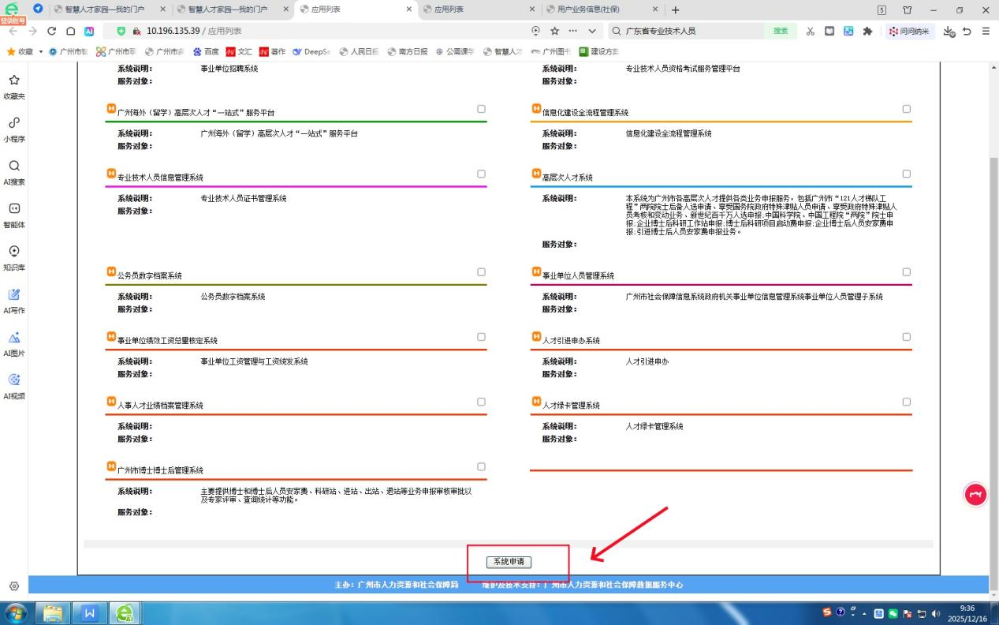 登录账号
智慧人才家园—我的门户
智慧人才家园—我的门户
应用列表
应用列表
用户业务信息(社保)
5
AI
10.196.135.39 / 应用列表
广东省专业技术人员
搜索
问问纳米
收藏
广州市
广州市
广州市
百度
文汇
著作
DeepSe
人民日
南方日报
公需课
智慧人
广州图
建设方
收藏夹
小程序
AI搜索
智能体
知识库
AI写作
AI图片
AI视频
系统说明：
事业单位招聘系统
服务对象：
系统说明：
专业技术人员资格考试服务管理平台
服务对象：
广州海外（留学）高层次人才“一站式”服务平台
系统说明：
广州海外（留学）高层次人才“一站式”服务平台
服务对象：
信息化建设全流程管理系统
系统说明：
信息化建设全流程管理系统
服务对象：
专业技术人员信息管理系统
系统说明：
专业技术人员证书管理系统
服务对象：
高层次人才系统
系统说明：
本系统为广州市各高层次人才提供各类业务申报服务，包括广州市“121人才梯队工
程”两院院士后备人选申请、享受国务院政府特殊津贴人员申请、享受政府特殊津贴人
员考核和变动业务、新世纪百千万人选申报;中国科学院、中国工程院“两院”院士申
报;企业博士后科研工作站申报;博士后科研项目启动费申报;企业博士后人员安家费申
报;引进博士后人员安家费申报业务。
服务对象：
公务员数字档案系统
系统说明：
公务员数字档案系统
服务对象：
事业单位人员管理系统
系统说明：
广州市社会保障信息系统政府机关事业单位信息管理系统事业单位人员管理子系统
服务对象：
事业单位绩效工资总量核定系统
系统说明：
事业单位工资管理与工资统发系统
服务对象：
人才引进申办系统
系统说明：
人才引进申办
服务对象：
人事人才业绩档案管理系统
系统说明：
服务对象：
人才绿卡管理系统
系统说明：
人才绿卡管理系统
服务对象：
广州市博士博士后管理系统
系统说明：
主要提供博士和博士后人员安家费、科研站、进站、出站、退站等业务申报审核审批以
及专家评审、查询统计等功能。
服务对象：
系统申请
主办：广州市人力资源和社会保障局
维护及技术支持：广州市人力资源和社会保障数据服务中心
9:36
2025/12/16